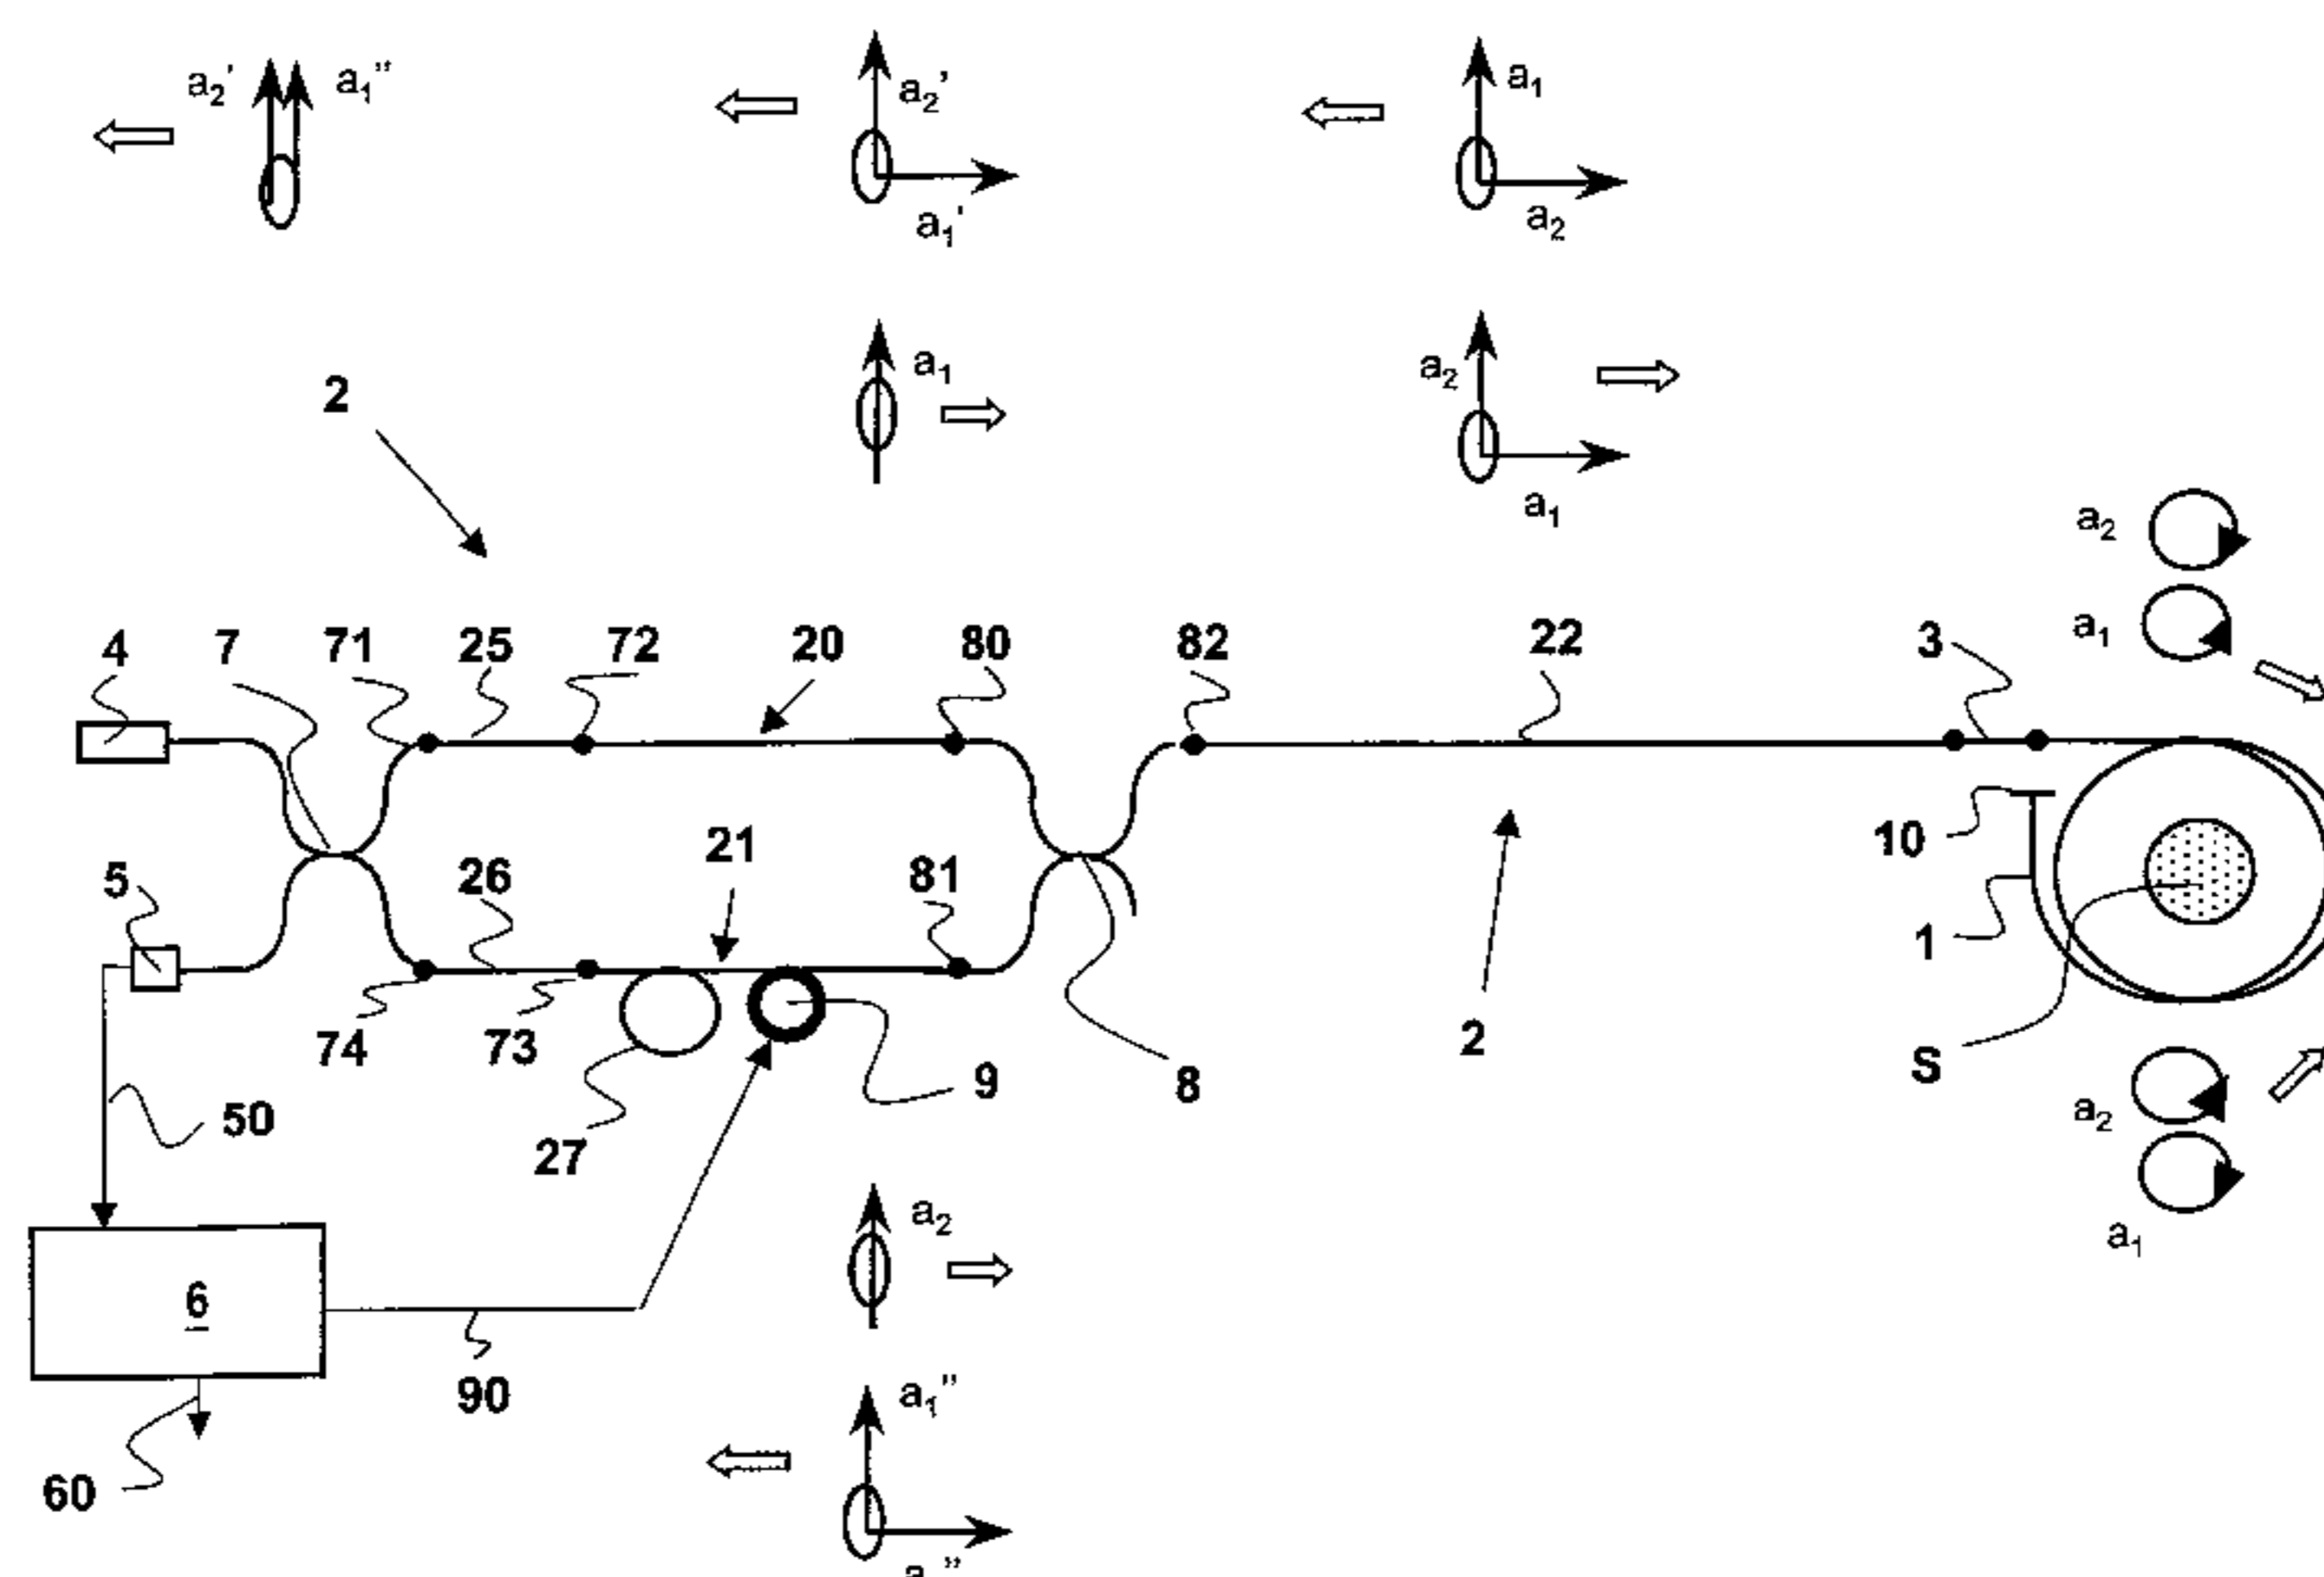 a₂' a₁” a₂' a₁
a₁' a₂
2 a₁ a₂
a₁
a₂
4 7 71 25 72 20 80 82 22 3 a₁
5 26 21 81 10
1
74 73 9 8 2 S
50 27 a₂
6 a₂ a₁
90 a₁”
60